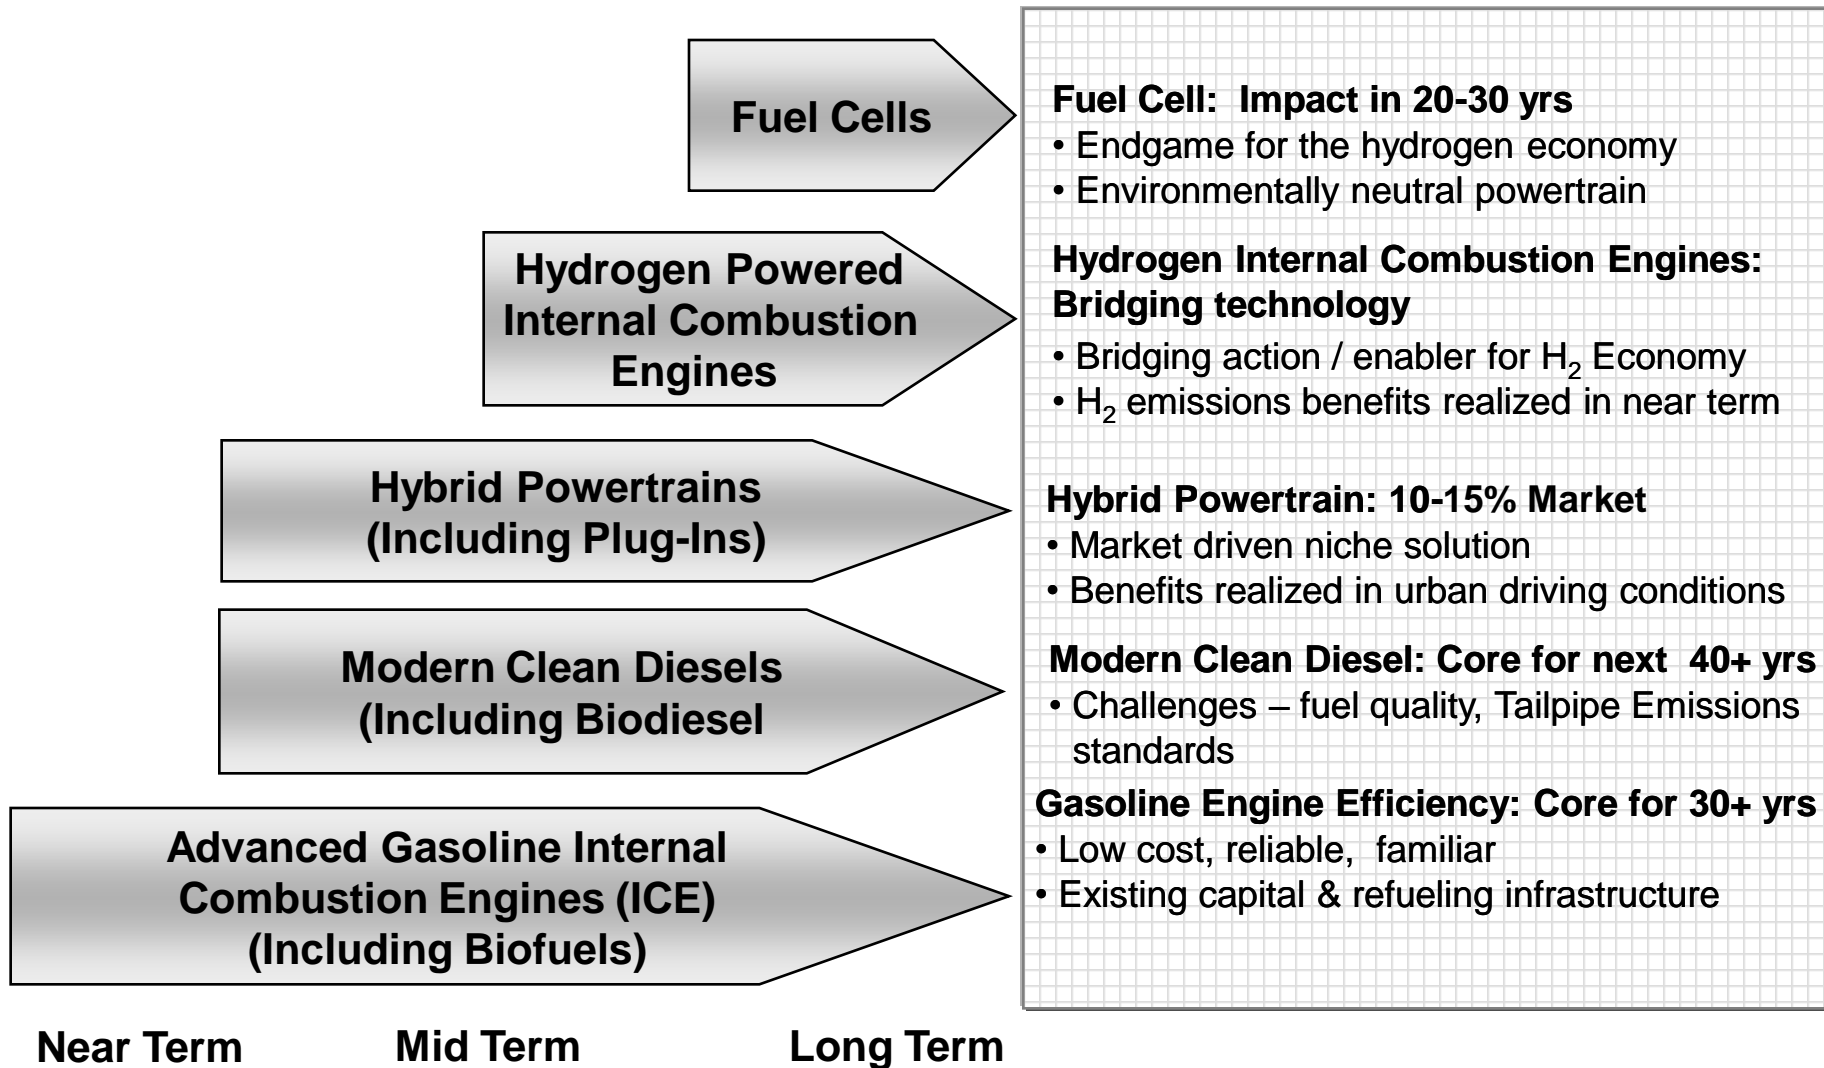 Fuel Cells
Hydrogen Powered
Internal Combustion
Engines
Hybrid Powertrains
(Including Plug-Ins)
Modern Clean Diesels
(Including Biodiesel
Advanced Gasoline Internal
Combustion Engines (ICE)
(Including Biofuels)
Near Term Mid Term Long Term
Fuel Cell: Impact in 20-30 yrs
• Endgame for the hydrogen economy
• Environmentally neutral powertrain
Hydrogen Internal Combustion Engines:
Bridging technology
• Bridging action / enabler for H₂ Economy
• H₂ emissions benefits realized in near term
Hybrid Powertrain: 10-15% Market
• Market driven niche solution
• Benefits realized in urban driving conditions
Modern Clean Diesel: Core for next 40+ yrs
• Challenges – fuel quality, Tailpipe Emissions
standards
Gasoline Engine Efficiency: Core for 30+ yrs
• Low cost, reliable, familiar
• Existing capital & refueling infrastructure